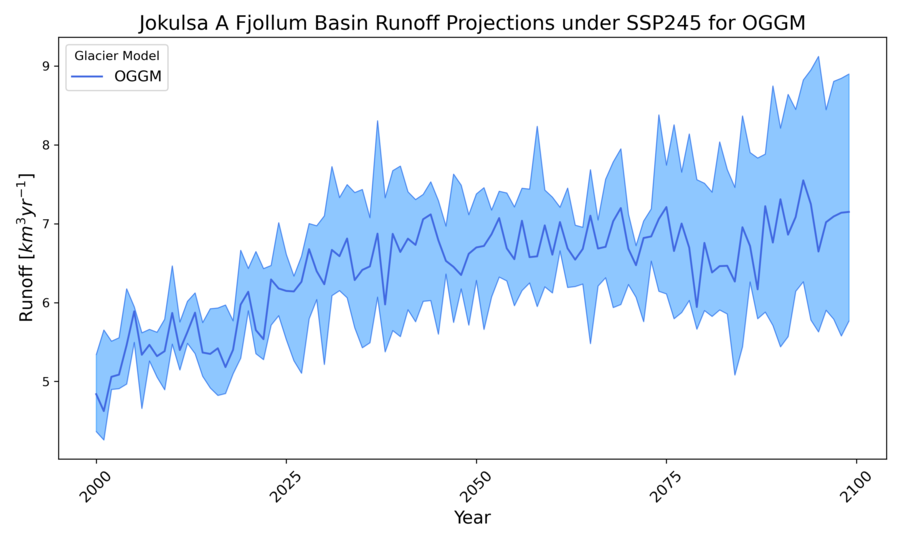 Jokulsa A Fjollum Basin Runoff Projections under SSP245 for OGGM
Glacier Model
OGGM
9
8
7
6
5
Runoff [km³yr⁻¹]
2000
2025
2050
2075
2100
Year